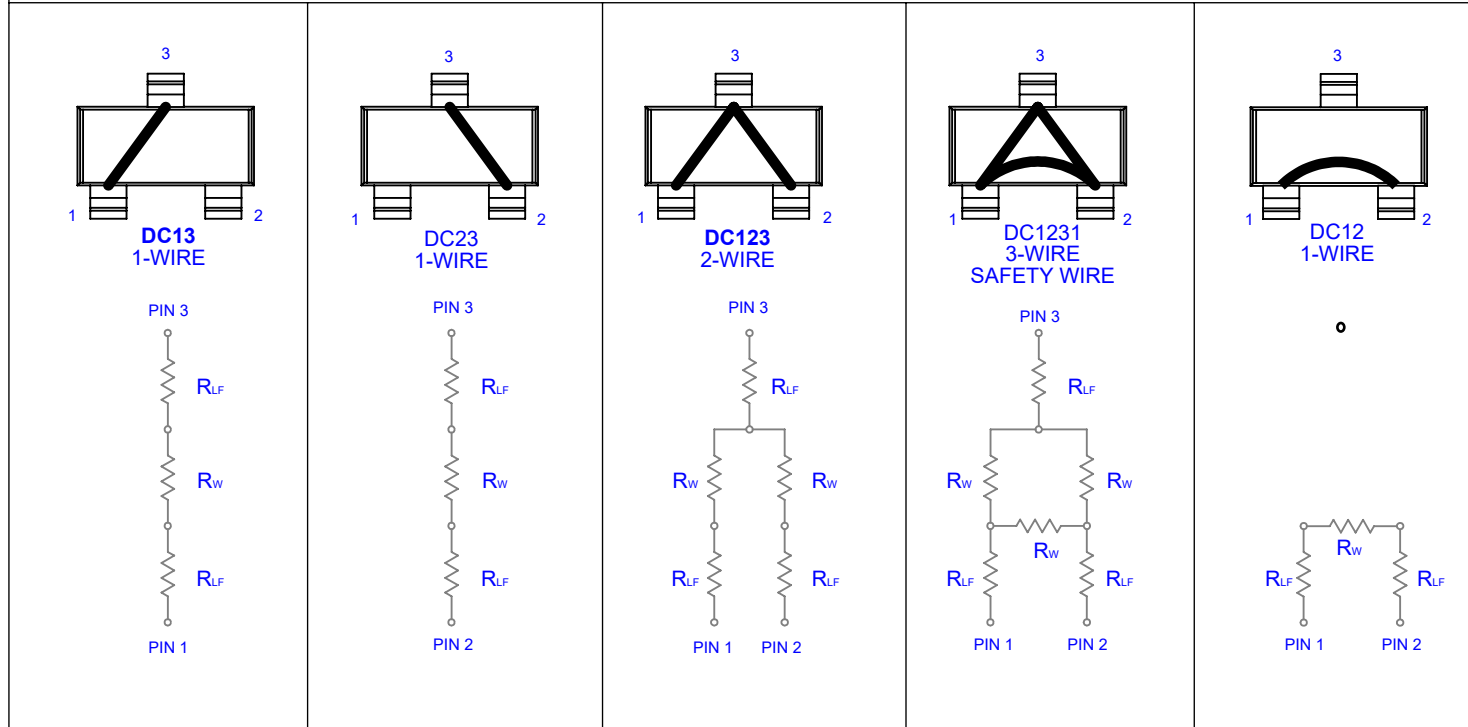 3
1
2
DC13
1-WIRE
PIN 3
RLF
RW
RLF
PIN 1
3
1
2
DC23
1-WIRE
PIN 3
RLF
RW
RLF
PIN 2
3
1
2
DC123
2-WIRE
PIN 3
RLF
RW RW
RLF RLF
PIN 1 PIN 2
3
1
2
DC1231
3-WIRE
SAFETY WIRE
PIN 3
RLF
RW RW
RW
RLF RLF
PIN 1 PIN 2
3
1
2
DC12
1-WIRE
RW
RLF RLF
PIN 1 PIN 2